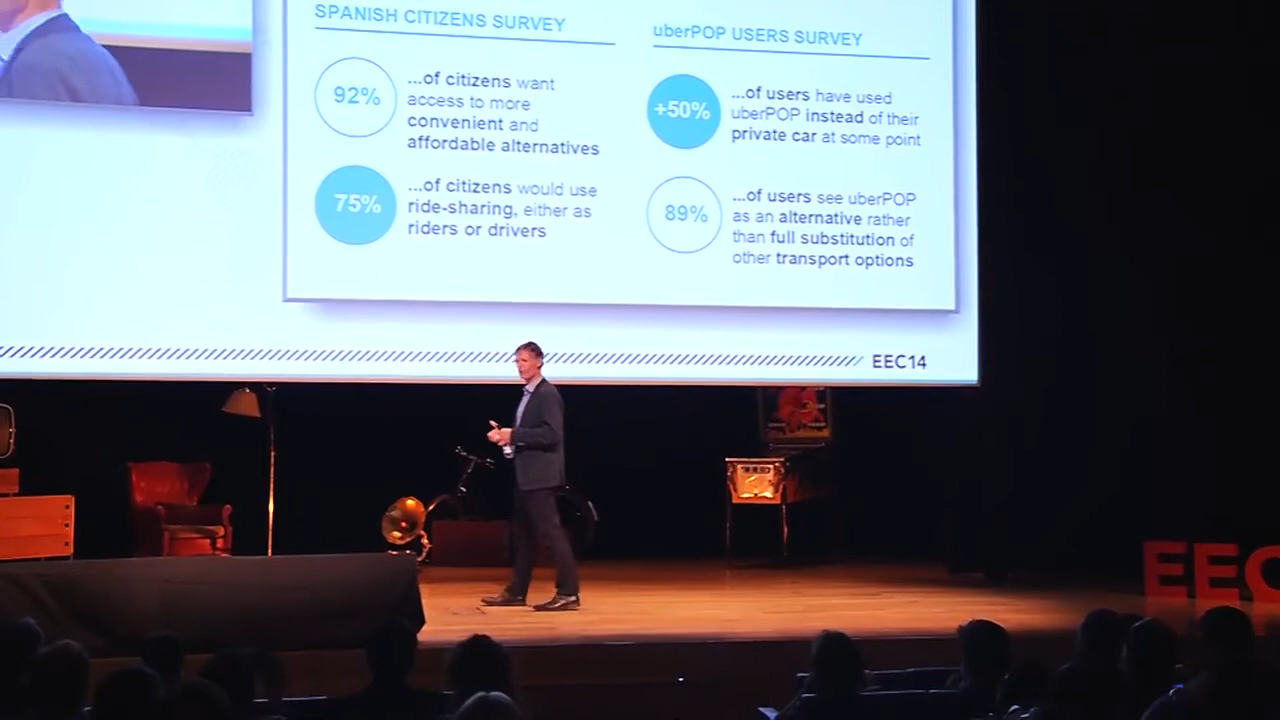 SPANISH CITIZENS SURVEY
92%
...of citizens want
access to more
convenient and
affordable alternatives
75%
...of citizens would use
ride-sharing, either as
riders or drivers
uberPOP USERS SURVEY
+50%
...of users have used
uberPOP instead of their
private car at some point
89%
...of users see uberPOP
as an alternative rather
than full substitution of
other transport options
EEC14
EEC